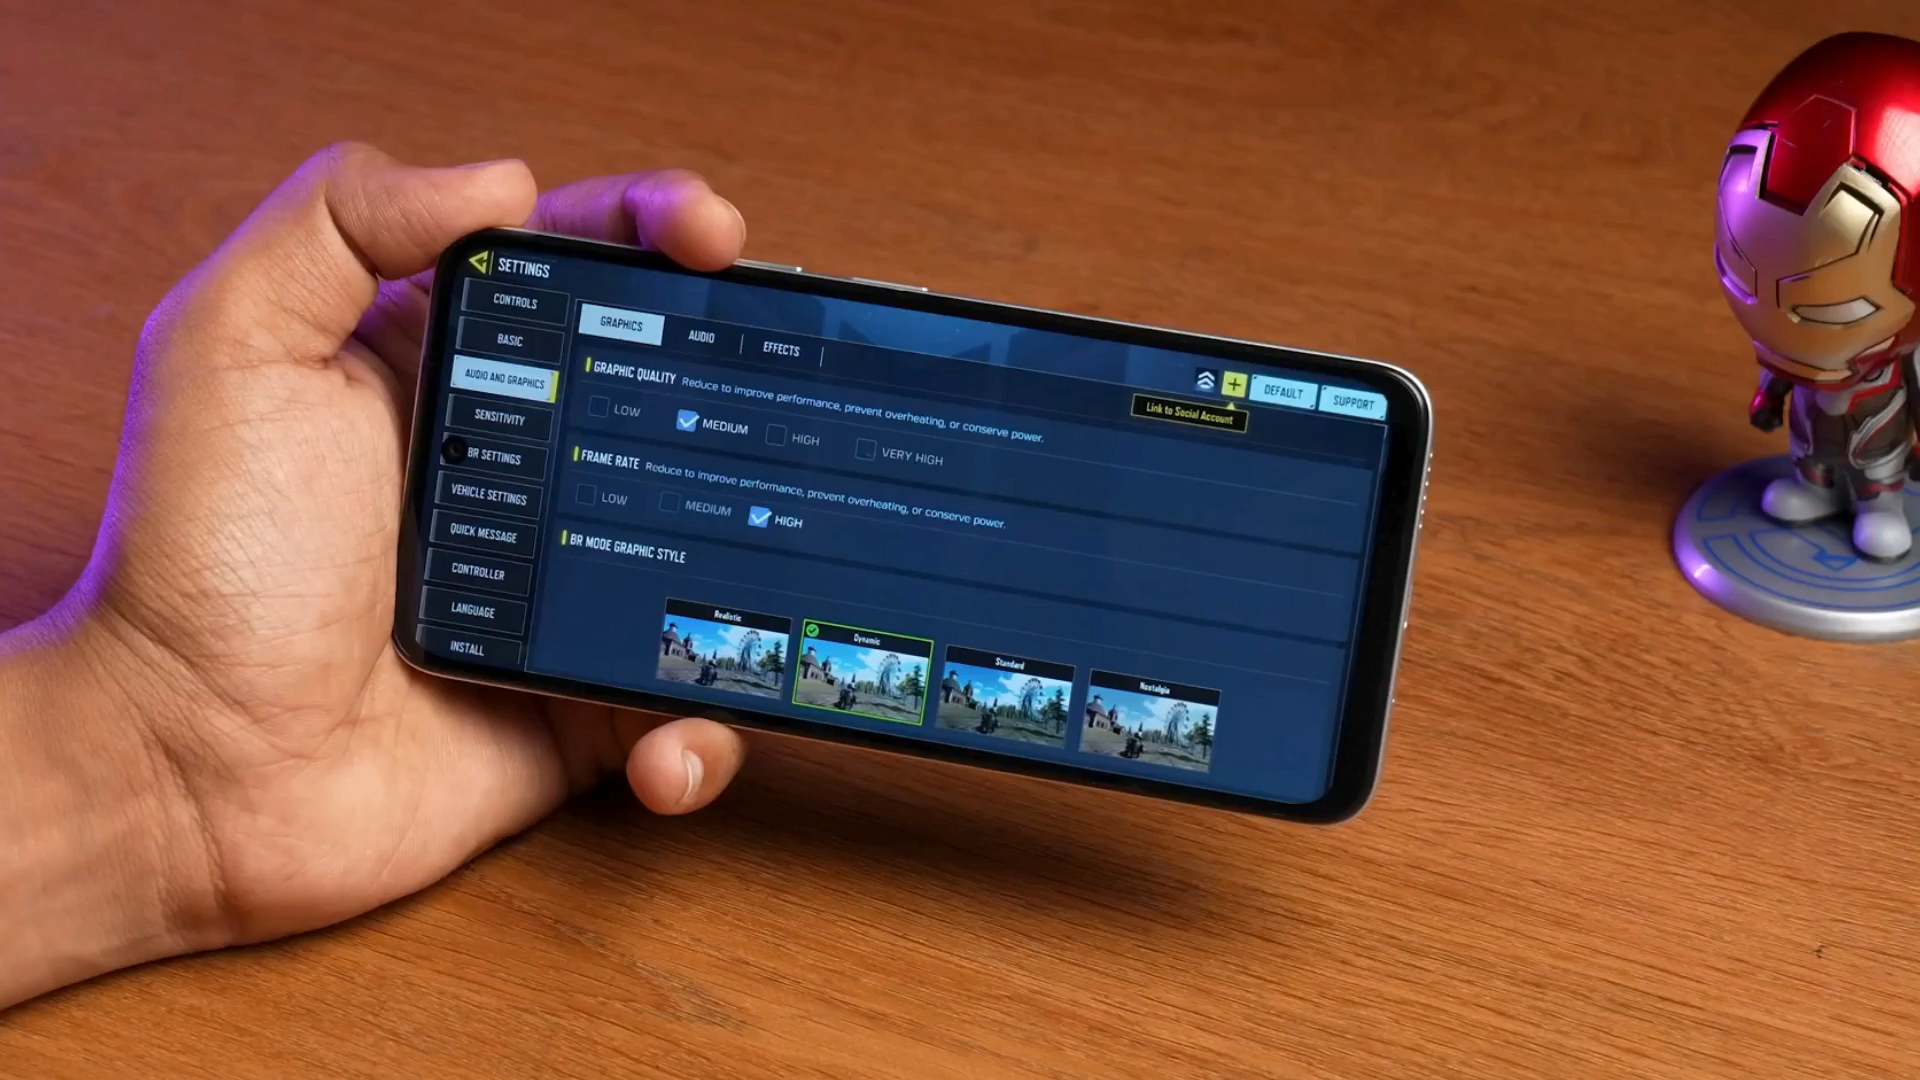 SETTINGS
CONTROLS
BASIC
AUDIO AND GRAPHICS
SENSITIVITY
BR SETTINGS
VEHICLE SETTINGS
QUICK MESSAGE
CONTROLLER
LANGUAGE
INSTALL
GRAPHICS AUDIO EFFECTS
DEFAULT SUPPORT
Link to Social Account
GRAPHIC QUALITY Reduce to improve performance, prevent overheating, or conserve power.
LOW MEDIUM HIGH VERY HIGH
FRAME RATE Reduce to improve performance, prevent overheating, or conserve power.
LOW MEDIUM HIGH
BR MODE GRAPHIC STYLE
Realistic Dynamic Standard Nostalgia